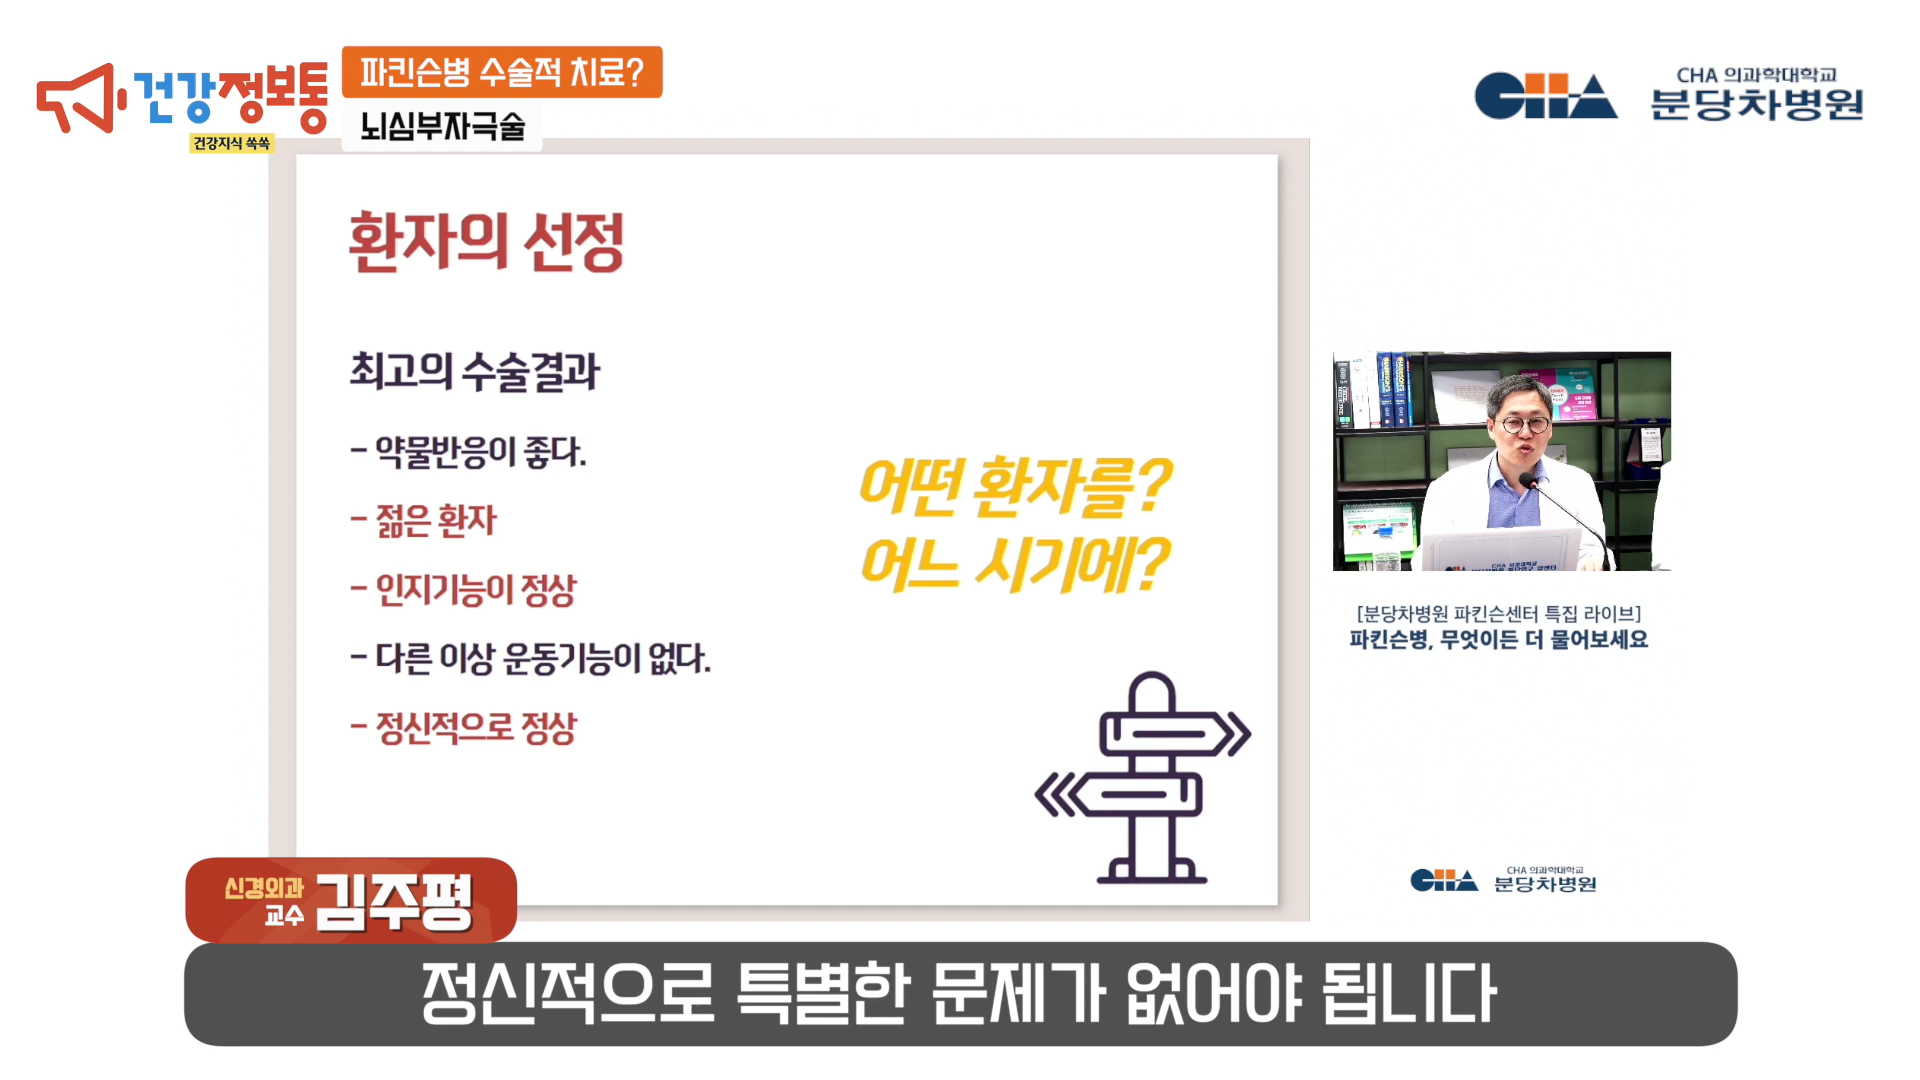 건강정보통
건강지식 쏙쏙
파킨슨병 수술적 치료?
뇌심부자극술
CHA
CHA 의과학대학교
분당차병원
환자의 선정
최고의 수술결과
- 약물반응이 좋다.
- 젊은 환자
- 인지기능이 정상
- 다른 이상 운동기능이 없다.
- 정신적으로 정상
어떤 환자를?
어느 시기에?
[분당차병원 파킨슨센터 특집 라이브]
파킨슨병, 무엇이든 더 물어보세요
CHA
CHA 의과학대학교
분당차병원
신경외과
교수 김주평
정신적으로 특별한 문제가 없어야 됩니다